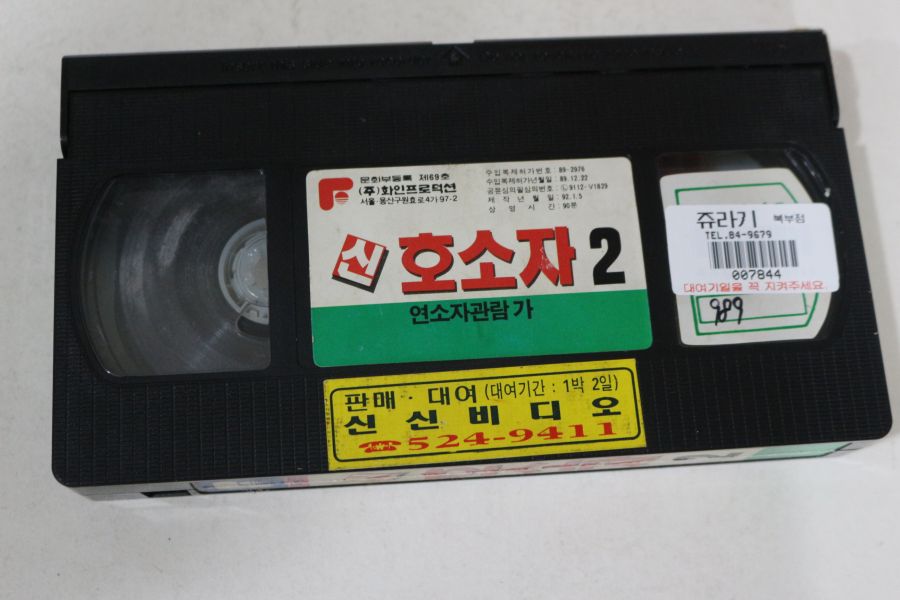 문화부등록 제69호
(주)화인프로덕션
서울·용산구원효로4가 97-2
수입복제허가번호 : 89-2976
수입복제허가년월일 : 89.12.22
공륜심의필심의번호 : Ⓛ9112-V1829
제작년월일 : 92.1.5
상영시간 : 90분
신 호소자 2
연소자관람 가
쥬라기 북부점
TEL.84-9679
007844
대여기일을 꼭 지켜주세요.
989
판매 · 대여 (대여기간 : 1박 2일)
신신비디오
☎524-9411